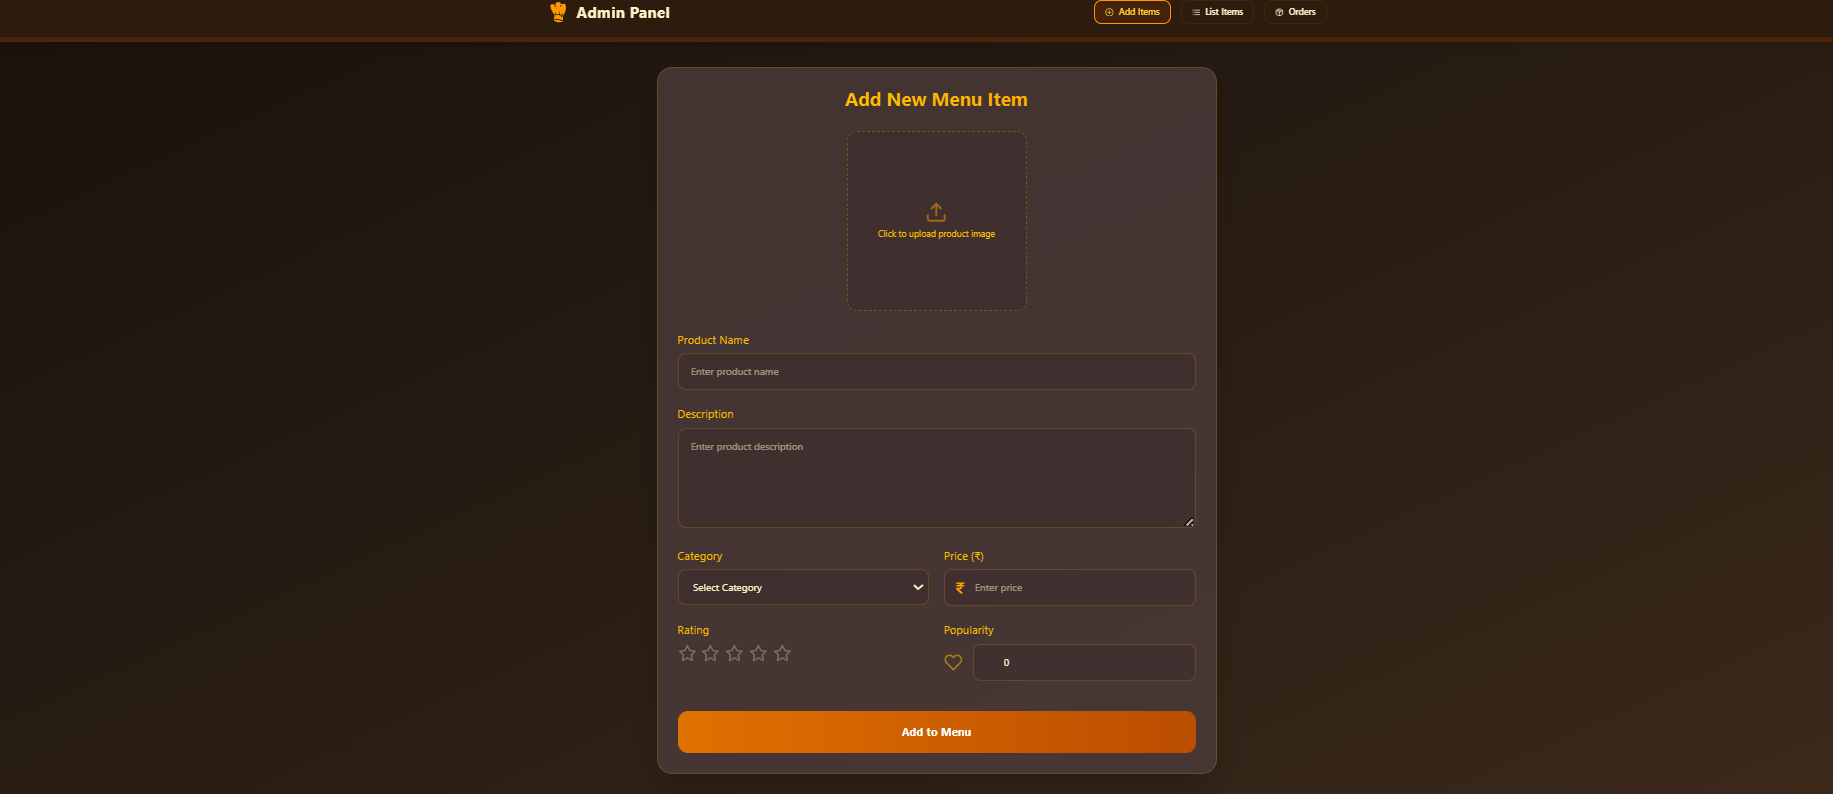 Admin Panel
Add Items
List Items
Orders
Add New Menu Item
Click to upload product image
Product Name
Enter product name
Description
Enter product description
Category
Price (₹)
Select Category
₹ Enter price
Rating
Popularity
0
Add to Menu